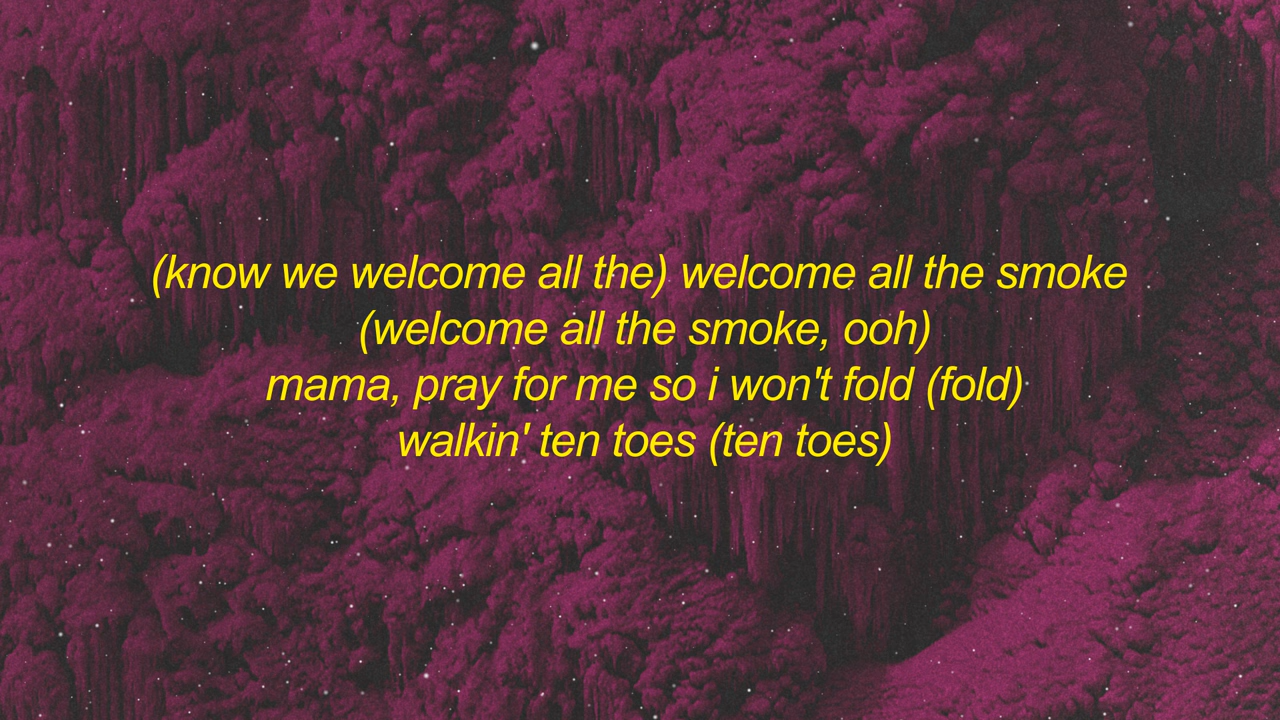 (know we welcome all the) welcome all the smoke
(welcome all the smoke, ooh)
mama, pray for me so i won't fold (fold)
walkin' ten toes (ten toes)